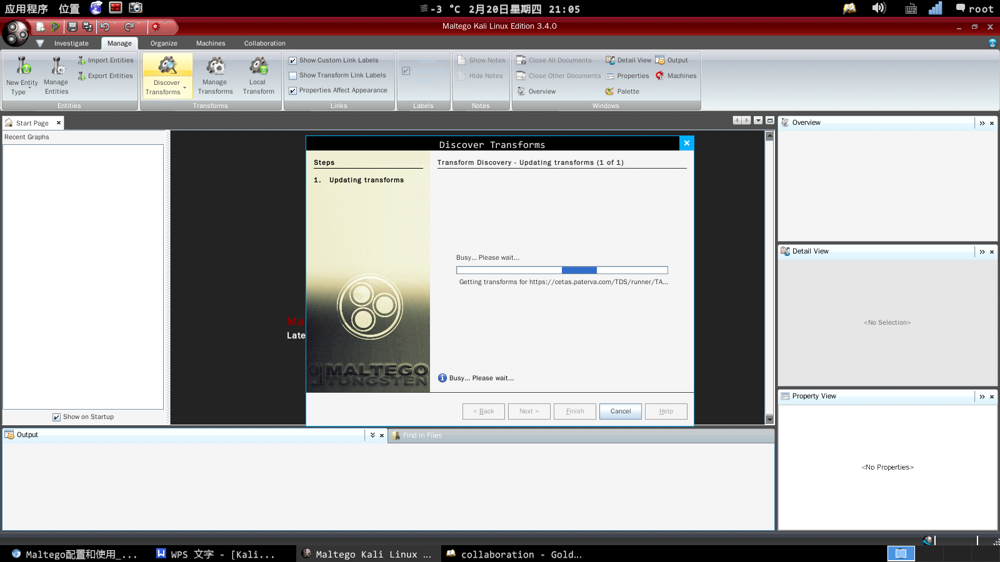 应用程序 位置
-3 °C 2月20日星期四 21:05
root
Maltego Kali Linux Edition 3.4.0
Investigate Manage Organize Machines Collaboration
New Entity Type
Manage Entities
Import Entities
Export Entities
Entities
Discover Transforms
Manage Transforms
Local Transform
Transforms
Show Custom Link Labels
Show Transform Link Labels
Properties Affect Appearance
Links
Show
Labels
Show Notes
Hide Notes
Notes
Close All Documents
Close Other Documents
Overview
Detail View
Properties
Palette
Output
Machines
Windows
Start Page
Recent Graphs
Show on Startup
Ma
Late
Discover Transforms
Steps
1. Updating transforms
MALTEGO
TUNGSTEN
Transform Discovery - Updating transforms (1 of 1)
Busy... Please wait...
Getting transforms for https://cetas.paterva.com/TDS/runner/TA...
Busy... Please wait...
< Back Next > Finish Cancel Help
Overview
Detail View
<No Selection>
Property View
<No Properties>
Output
Find in Files
Maltego配置和使用_...
WPS 文字 - [Kali...
Maltego Kali Linux ...
collaboration - Gold...